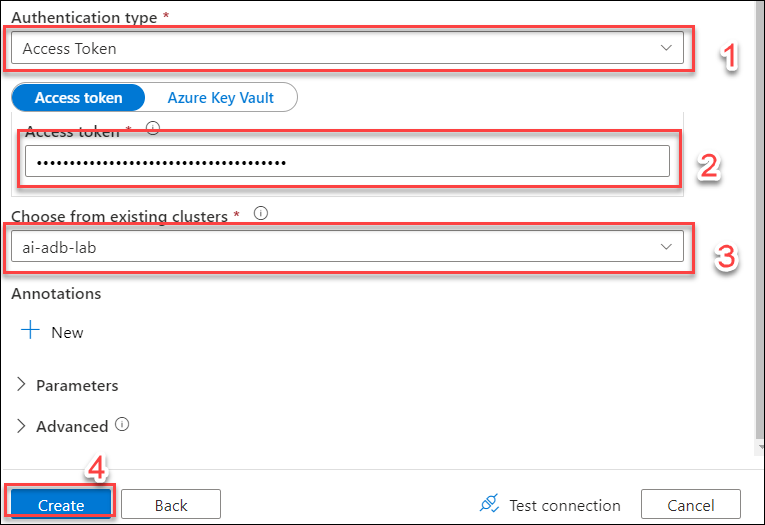 Authentication type *
Access Token
1
Access token Azure Key Vault
Access token *
••••••••••••••••••••••••••••••••••••••
2
Choose from existing clusters *
ai-adb-lab
3
Annotations
New
Parameters
Advanced
4
Create Back Test connection Cancel